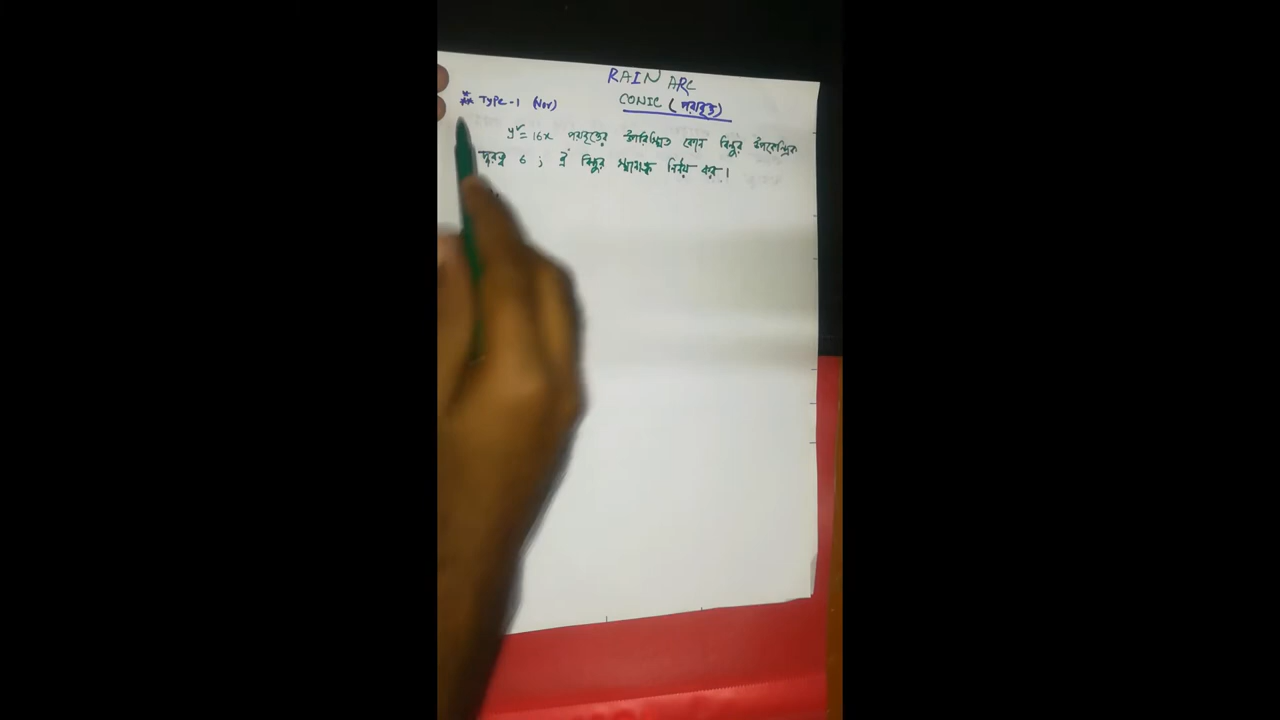 RAIN ARC
** TYPE-1 (Nor)
CONIC (পরাবৃত্ত)
y² = 16x পরাবৃত্তের উপরিস্থিত কোন বিন্দুর উপকেন্দ্রিক
দূরত্ব 6 ; ঐ বিন্দুর স্থানাঙ্ক নির্ণয় কর।